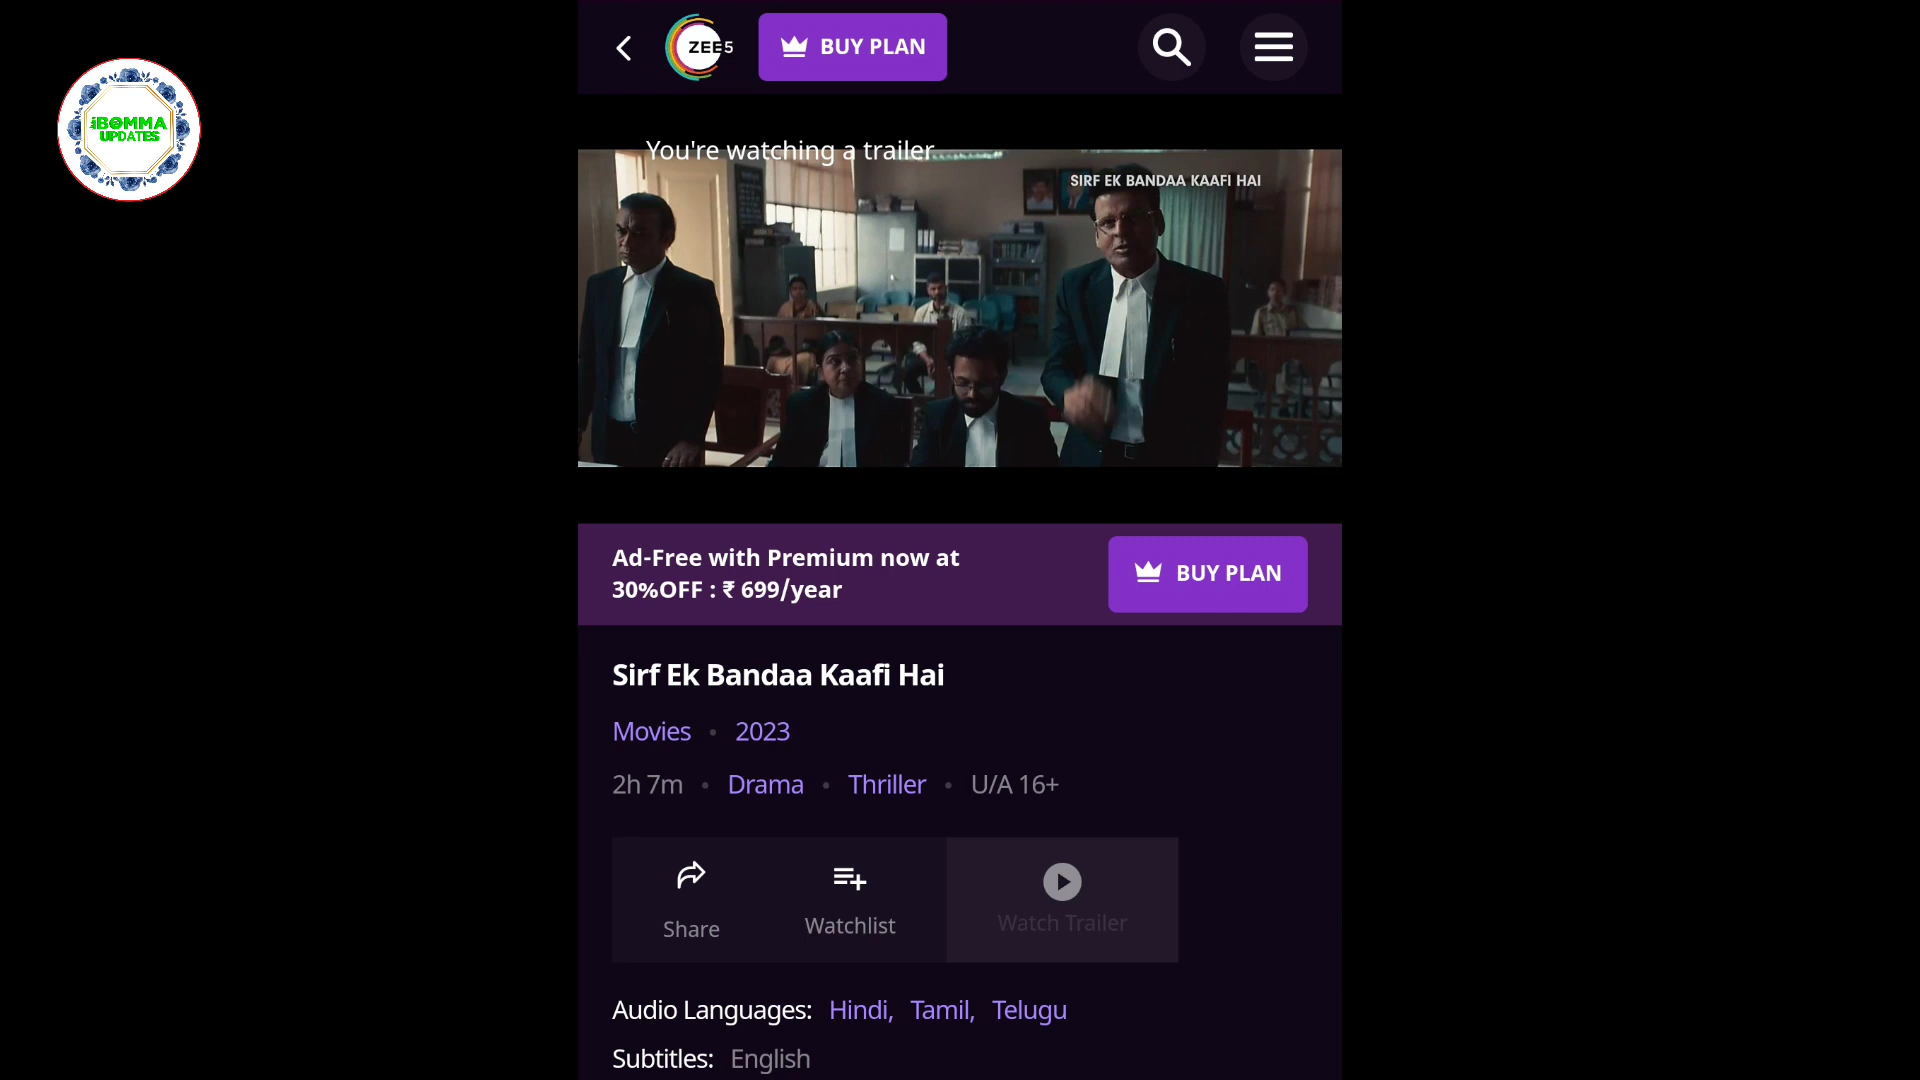 ZEE5
BUY PLAN
iBOMMA
UPDATES
You're watching a trailer
SIRF EK BANDAA KAAFI HAI
Ad-Free with Premium now at
30%OFF : ₹ 699/year
BUY PLAN
Sirf Ek Bandaa Kaafi Hai
Movies • 2023
2h 7m • Drama • Thriller • U/A 16+
Share
Watchlist
Watch Trailer
Audio Languages: Hindi, Tamil, Telugu
Subtitles: English